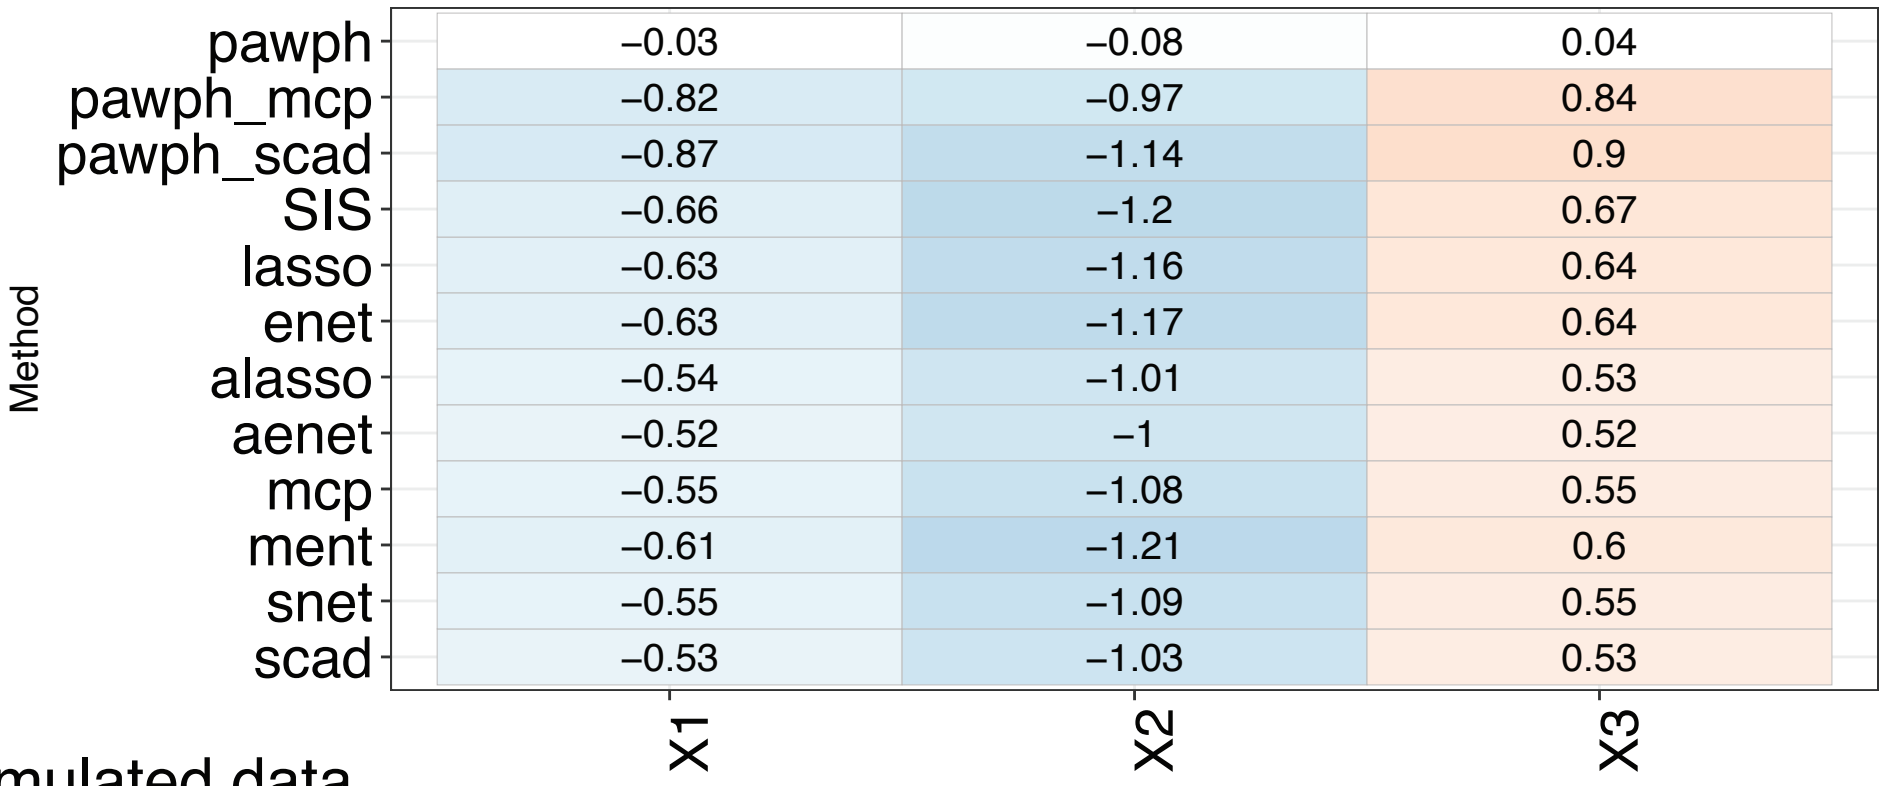 Method
pawph −0.03 −0.08 0.04
pawph_mcp −0.82 −0.97 0.84
pawph_scad −0.87 −1.14 0.9
SIS −0.66 −1.2 0.67
lasso −0.63 −1.16 0.64
enet −0.63 −1.17 0.64
alasso −0.54 −1.01 0.53
aenet −0.52 −1 0.52
mcp −0.55 −1.08 0.55
ment −0.61 −1.21 0.6
snet −0.55 −1.09 0.55
scad −0.53 −1.03 0.53
X1 X2 X3
mulated data